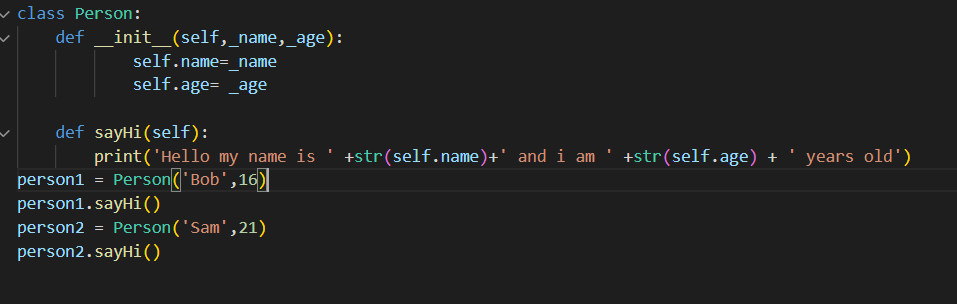 class Person:
    def __init__(self,_name,_age):
            self.name=_name
            self.age= _age

    def sayHi(self):
        print('Hello my name is ' +str(self.name)+' and i am ' +str(self.age) + ' years old')
person1 = Person('Bob',16)
person1.sayHi()
person2 = Person('Sam',21)
person2.sayHi()